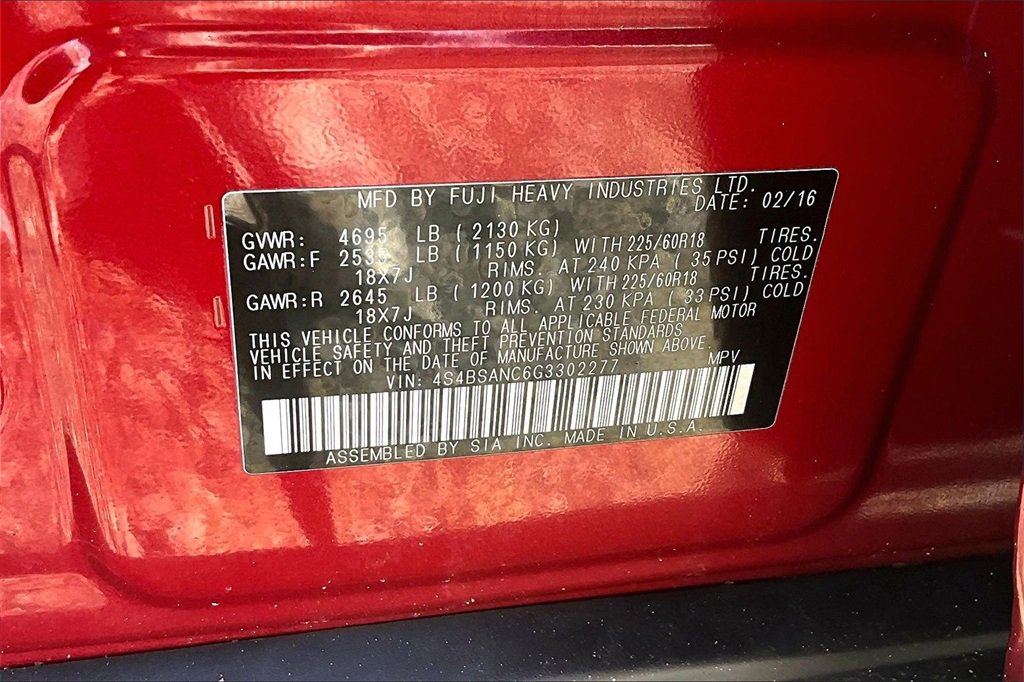 MFD BY FUJI HEAVY INDUSTRIES LTD.
DATE: 02/16
GVWR: 4695 LB ( 2130 KG)
GAWR:F 2535 LB ( 1150 KG) WITH 225/60R18 TIRES.
18X7J RIMS. AT 240 KPA ( 35 PSI) COLD
GAWR:R 2645 LB ( 1200 KG) WITH 225/60R18 TIRES.
18X7J RIMS. AT 230 KPA ( 33 PSI) COLD
THIS VEHICLE CONFORMS TO ALL APPLICABLE FEDERAL MOTOR
VEHICLE SAFETY AND THEFT PREVENTION STANDARDS
IN EFFECT ON THE DATE OF MANUFACTURE SHOWN ABOVE.
VIN: 4S4BSANC6G3302277 MPV
ASSEMBLED BY SIA INC. MADE IN U.S.A.